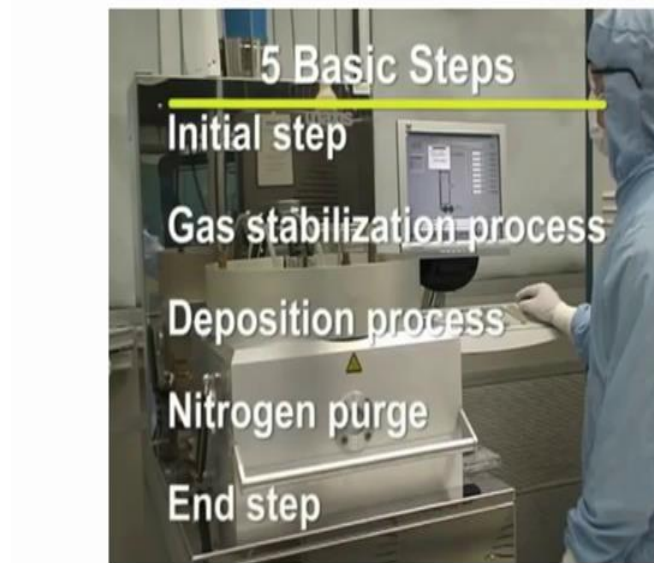 5 Basic Steps
Initial step
Gas stabilization process
Deposition process
Nitrogen purge
End step